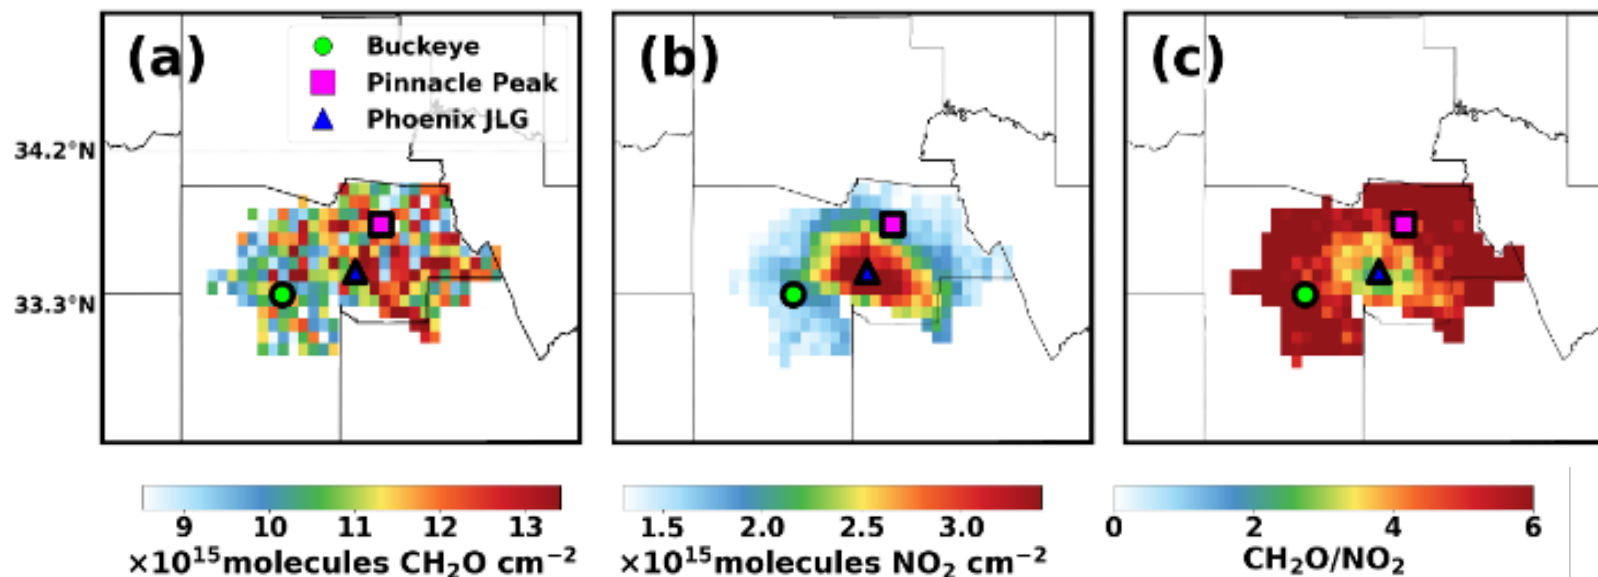 (a)
Buckeye
Pinnacle Peak
Phoenix JLG
(b)
(c)
34.2°N
33.3°N
9 10 11 12 13
×10¹⁵molecules CH₂O cm⁻²
1.5 2.0 2.5 3.0
×10¹⁵molecules NO₂ cm⁻²
0 2 4 6
CH₂O/NO₂